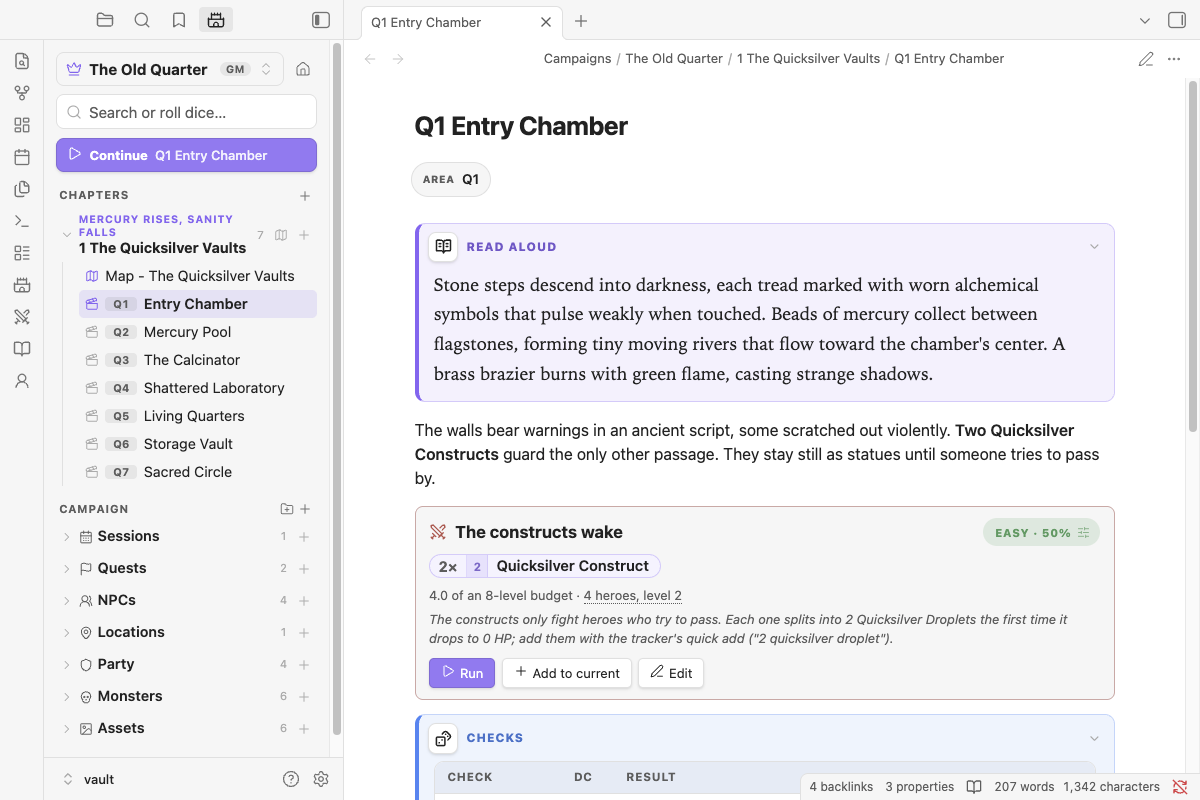 Q1 Entry Chamber
Campaigns / The Old Quarter / 1 The Quicksilver Vaults / Q1 Entry Chamber
The Old Quarter GM
Search or roll dice...
Continue Q1 Entry Chamber
CHAPTERS
MERCURY RISES, SANITY
FALLS
1 The Quicksilver Vaults 7
Map - The Quicksilver Vaults
Q1 Entry Chamber
Q2 Mercury Pool
Q3 The Calcinator
Q4 Shattered Laboratory
Q5 Living Quarters
Q6 Storage Vault
Q7 Sacred Circle
CAMPAIGN
Sessions 1
Quests 2
NPCs 4
Locations 1
Party 4
Monsters 6
Assets 6
vault
Q1 Entry Chamber
AREA Q1
READ ALOUD
Stone steps descend into darkness, each tread marked with worn alchemical
symbols that pulse weakly when touched. Beads of mercury collect between
flagstones, forming tiny moving rivers that flow toward the chamber's center. A
brass brazier burns with green flame, casting strange shadows.
The walls bear warnings in an ancient script, some scratched out violently. Two Quicksilver
Constructs guard the only other passage. They stay still as statues until someone tries to pass
by.
The constructs wake
EASY · 50%
2x 2 Quicksilver Construct
4.0 of an 8-level budget · 4 heroes, level 2
The constructs only fight heroes who try to pass. Each one splits into 2 Quicksilver Droplets the first time it
drops to 0 HP; add them with the tracker's quick add ("2 quicksilver droplet").
Run
Add to current
Edit
CHECKS
CHECK DC RESULT
4 backlinks 3 properties 207 words 1,342 characters